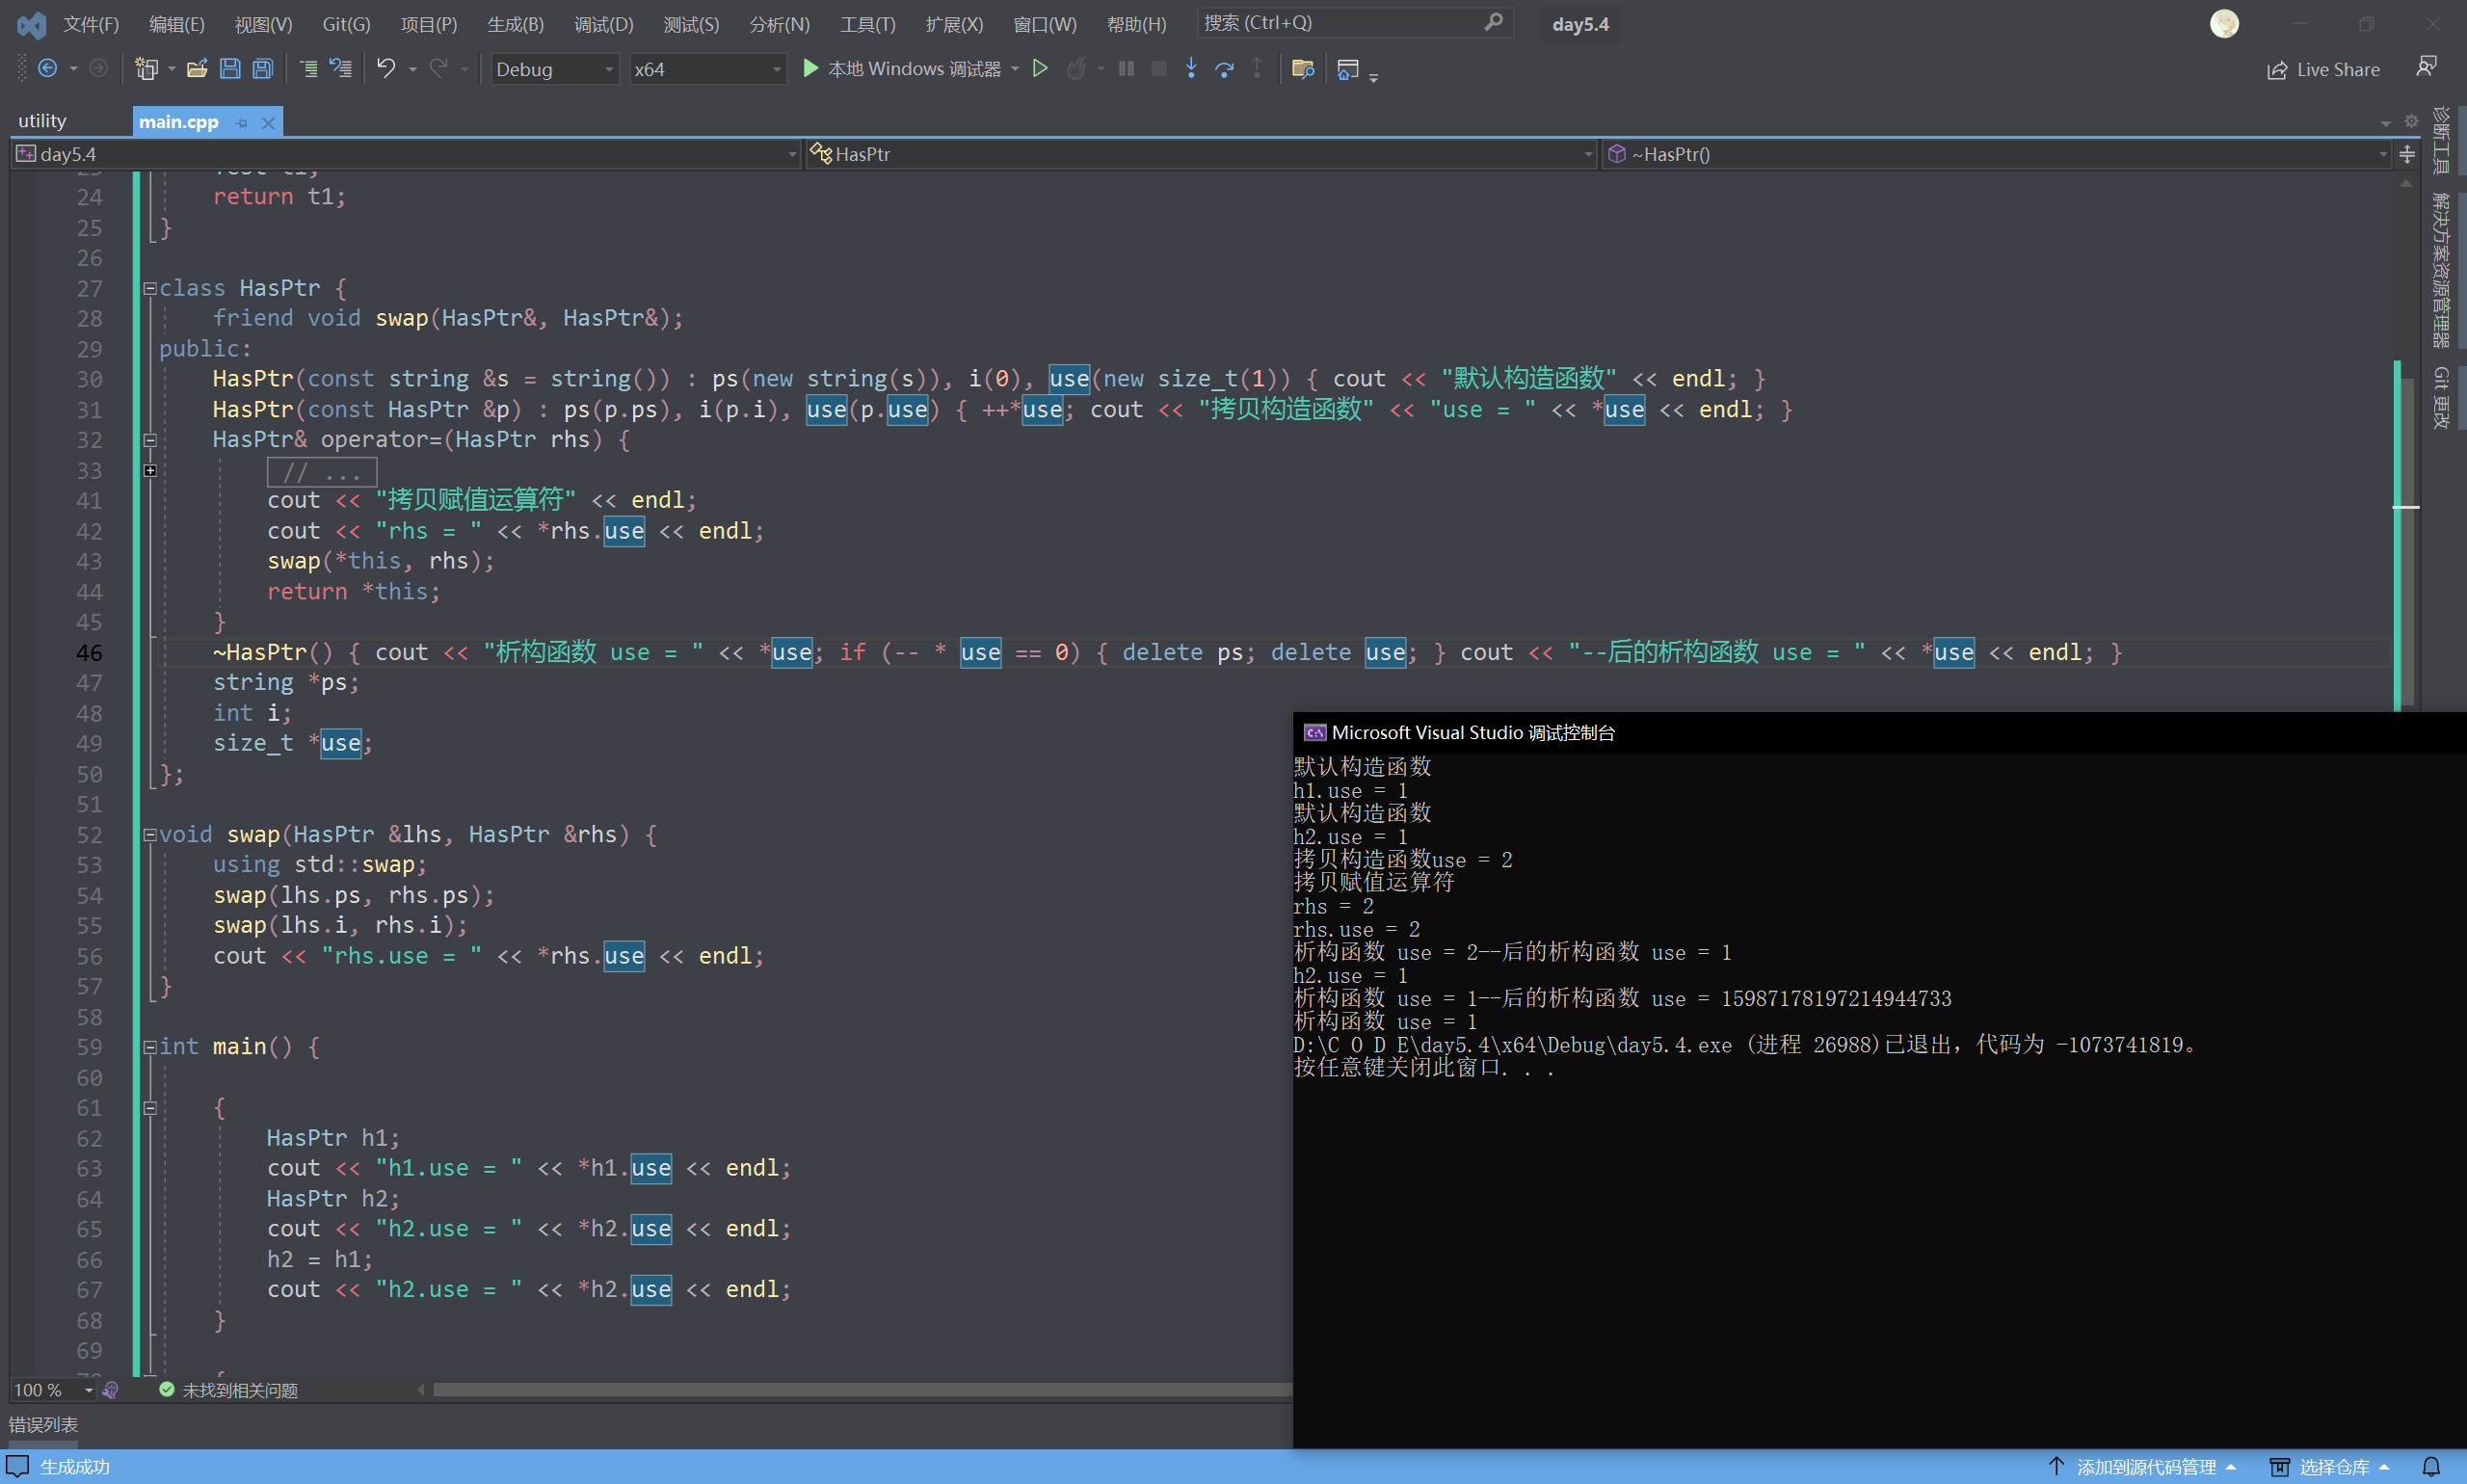 文件(F) 编辑(E) 视图(V) Git(G) 项目(P) 生成(B) 调试(D) 测试(S) 分析(N) 工具(T) 扩展(X) 窗口(W) 帮助(H) 搜索 (Ctrl+Q) day5.4
Debug x64 本地 Windows 调试器 Live Share
utility main.cpp
day5.4 HasPtr ~HasPtr()
诊断工具
解决方案资源管理器
Git 更改
24 return t1;
25 }
26
27 class HasPtr {
28 friend void swap(HasPtr&, HasPtr&);
29 public:
30 HasPtr(const string &s = string()) : ps(new string(s)), i(0), use(new size_t(1)) { cout << "默认构造函数" << endl; }
31 HasPtr(const HasPtr &p) : ps(p.ps), i(p.i), use(p.use) { ++*use; cout << "拷贝构造函数" << "use = " << *use << endl; }
32 HasPtr& operator=(HasPtr rhs) {
33 // ...
41 cout << "拷贝赋值运算符" << endl;
42 cout << "rhs = " << *rhs.use << endl;
43 swap(*this, rhs);
44 return *this;
45 }
46 ~HasPtr() { cout << "析构函数 use = " << *use; if (-- * use == 0) { delete ps; delete use; } cout << "--后的析构函数 use = " << *use << endl; }
47 string *ps;
48 int i;
49 size_t *use;
50 };
51
52 void swap(HasPtr &lhs, HasPtr &rhs) {
53 using std::swap;
54 swap(lhs.ps, rhs.ps);
55 swap(lhs.i, rhs.i);
56 cout << "rhs.use = " << *rhs.use << endl;
57 }
58
59 int main() {
60
61 {
62 HasPtr h1;
63 cout << "h1.use = " << *h1.use << endl;
64 HasPtr h2;
65 cout << "h2.use = " << *h2.use << endl;
66 h2 = h1;
67 cout << "h2.use = " << *h2.use << endl;
68 }
69
Microsoft Visual Studio 调试控制台
默认构造函数
h1.use = 1
默认构造函数
h2.use = 1
拷贝构造函数use = 2
拷贝赋值运算符
rhs = 2
rhs.use = 2
析构函数 use = 2--后的析构函数 use = 1
h2.use = 1
析构函数 use = 1--后的析构函数 use = 15987178197214944733
析构函数 use = 1
D:\C O D E\day5.4\x64\Debug\day5.4.exe (进程 26988)已退出，代码为 -1073741819。
按任意键关闭此窗口. . .
100 % 未找到相关问题
错误列表
生成成功 添加到源代码管理 选择仓库